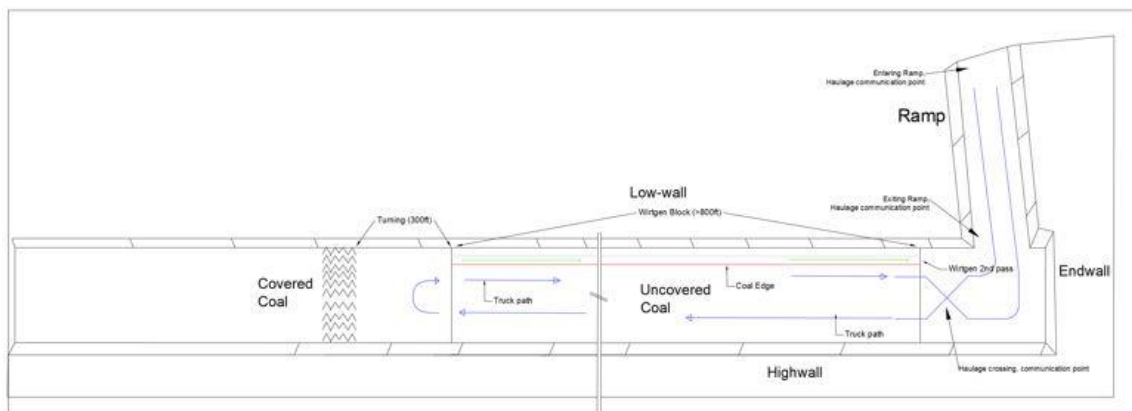 Entering Ramp,
Haulage communication point
Ramp
Exiting Ramp,
Haulage communication point
Low-wall
Wirtgen Block (>800ft)
Turning (300ft)
Wirtgen 2nd pass
Endwall
Covered
Coal
Truck path
Uncovered
Coal
Coal Edge
Truck path
Haulage crossing, communication point
Highwall